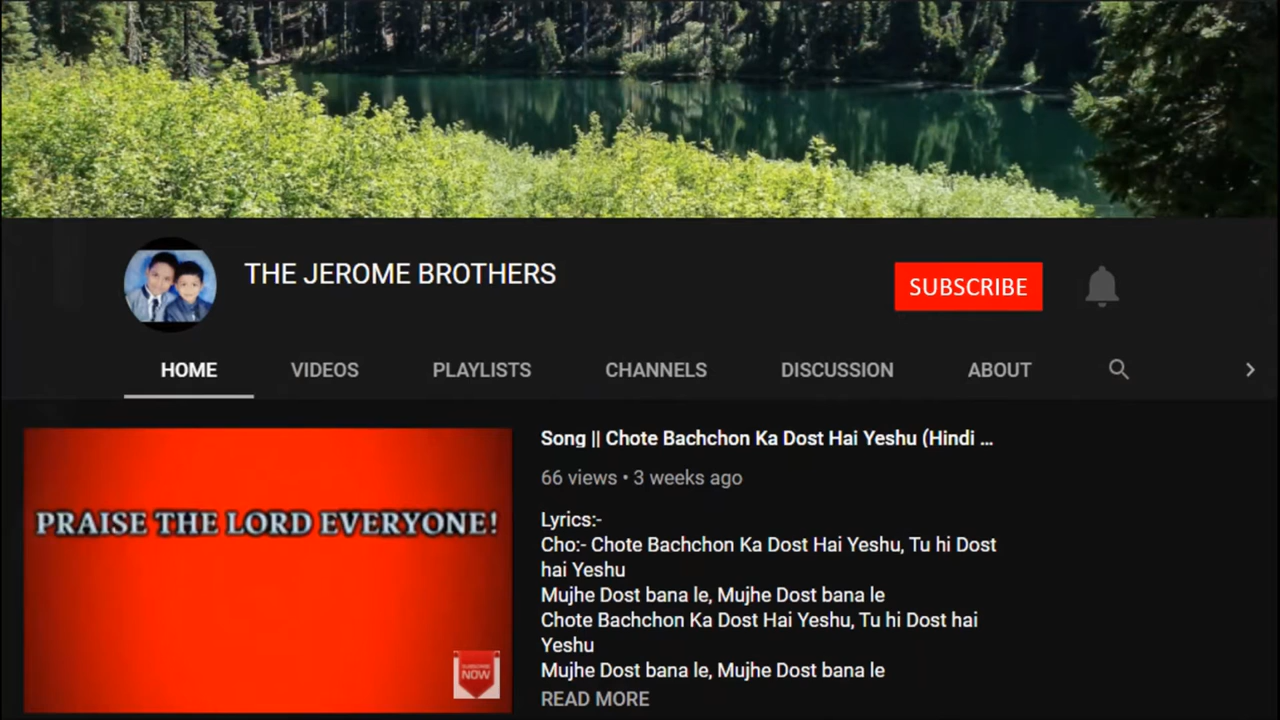 THE JEROME BROTHERS
SUBSCRIBE
HOME VIDEOS PLAYLISTS CHANNELS DISCUSSION ABOUT
PRAISE THE LORD EVERYONE!
SUBSCRIBE
NOW
Song || Chote Bachchon Ka Dost Hai Yeshu (Hindi ...
66 views • 3 weeks ago
Lyrics:-
Cho:- Chote Bachchon Ka Dost Hai Yeshu, Tu hi Dost
hai Yeshu
Mujhe Dost bana le, Mujhe Dost bana le
Chote Bachchon Ka Dost Hai Yeshu, Tu hi Dost hai
Yeshu
Mujhe Dost bana le, Mujhe Dost bana le
READ MORE